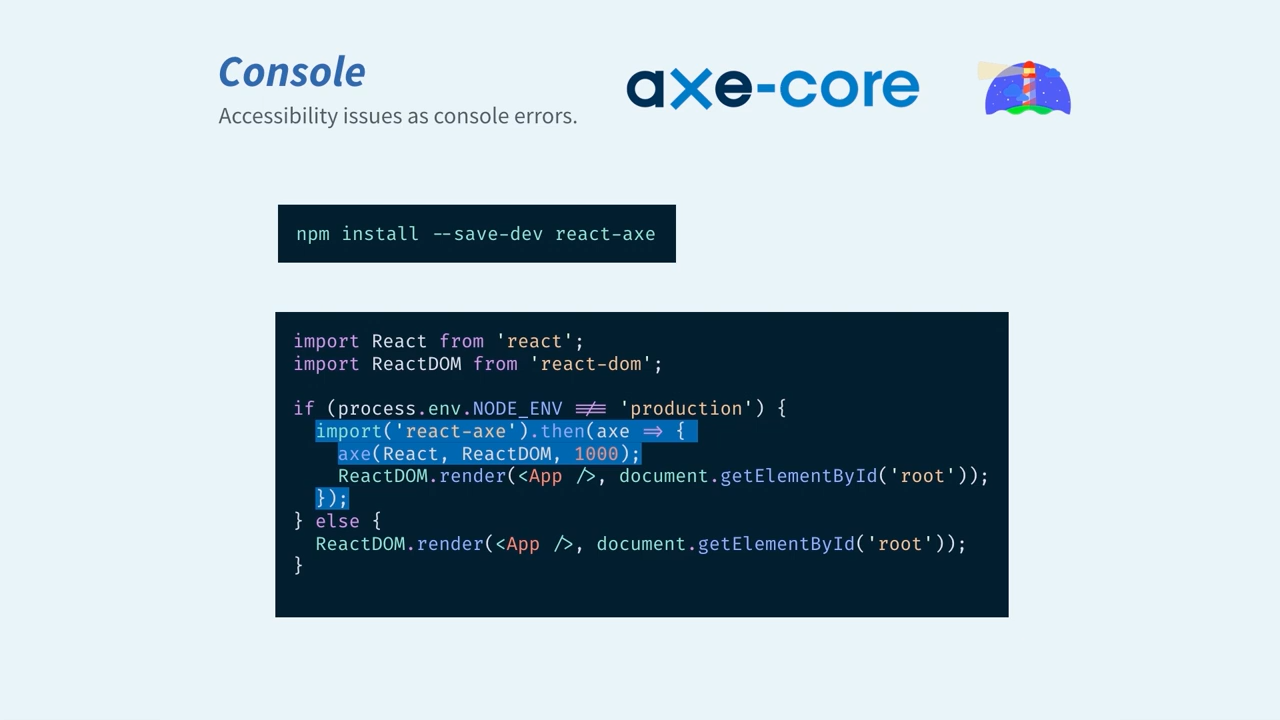 Console
Accessibility issues as console errors.
axe-core
npm install --save-dev react-axe
import React from 'react';
import ReactDOM from 'react-dom';
if (process.env.NODE_ENV !== 'production') {
  import('react-axe').then(axe => {
    axe(React, ReactDOM, 1000);
    ReactDOM.render(<App />, document.getElementById('root'));
  });
} else {
  ReactDOM.render(<App />, document.getElementById('root'));
}